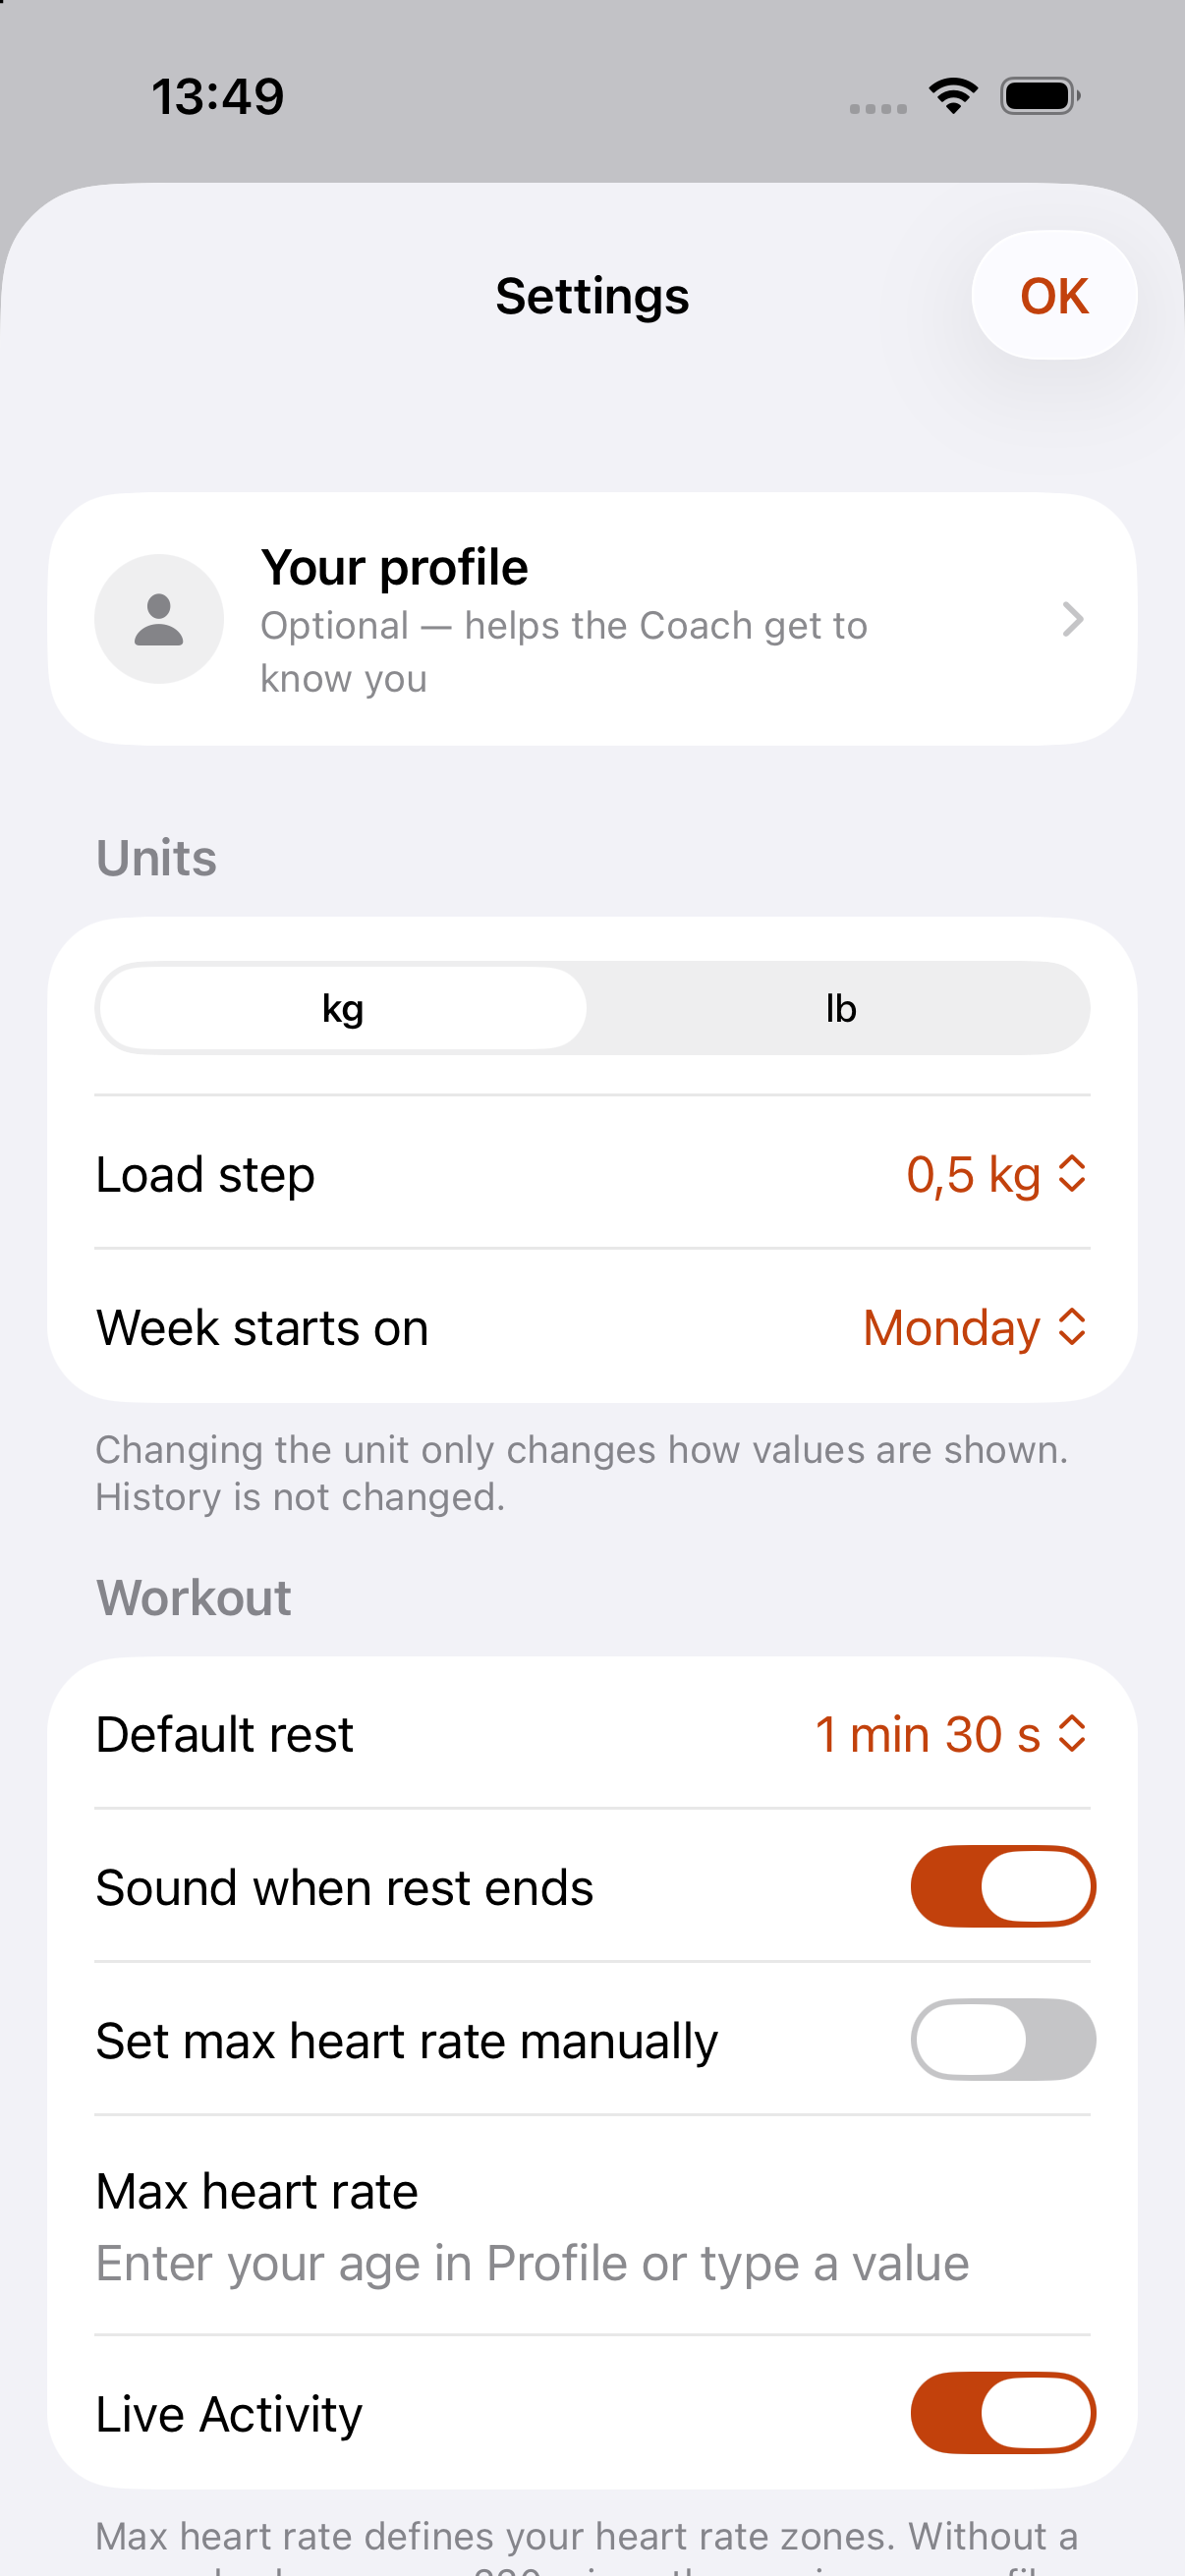 13:49
Settings
OK
Your profile
Optional — helps the Coach get to
know you
Units
kg
lb
Load step
0,5 kg
Week starts on
Monday
Changing the unit only changes how values are shown.
History is not changed.
Workout
Default rest
1 min 30 s
Sound when rest ends
Set max heart rate manually
Max heart rate
Enter your age in Profile or type a value
Live Activity
Max heart rate defines your heart rate zones. Without a